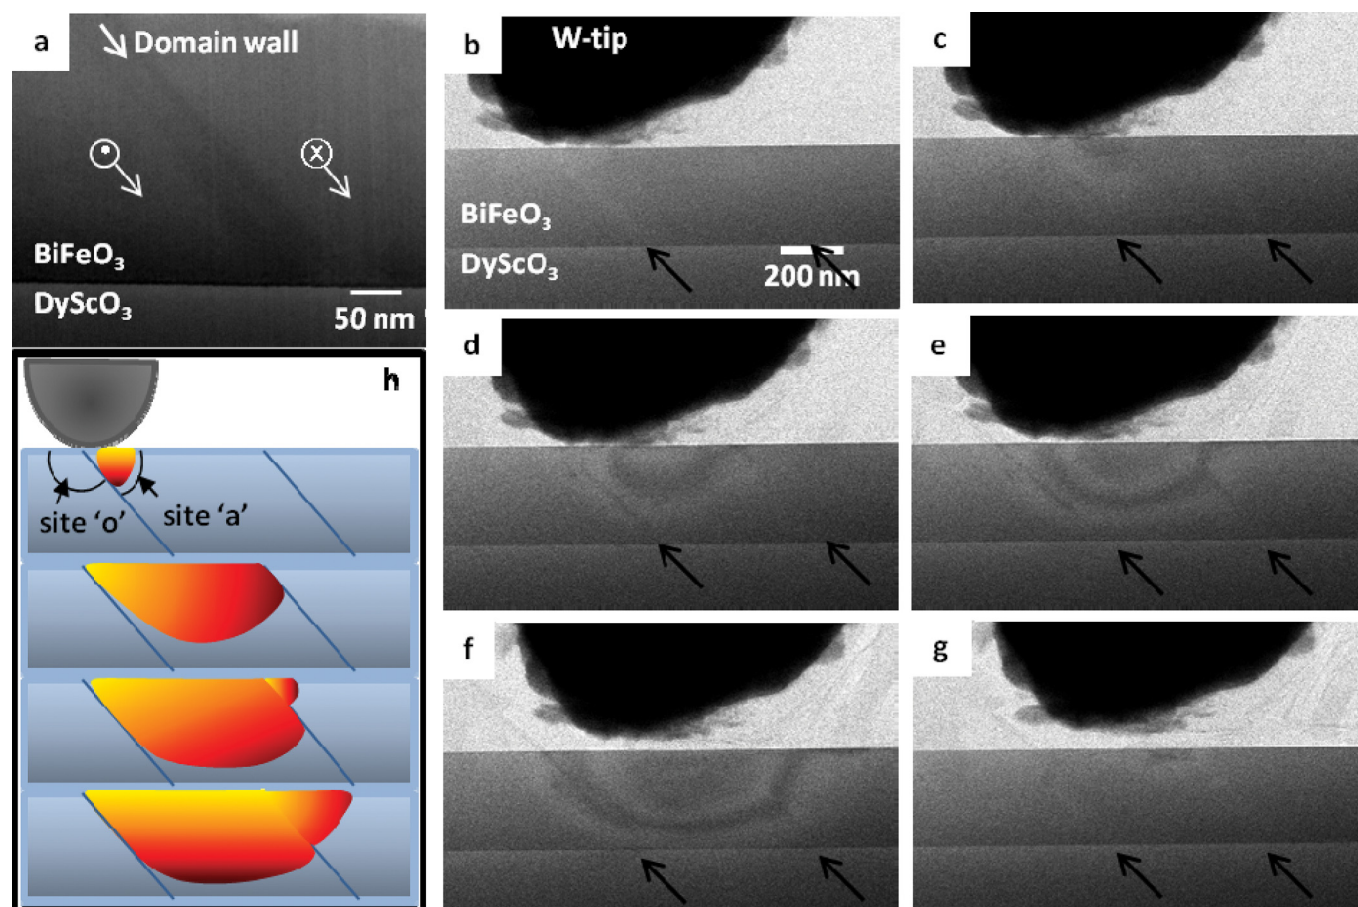 a
Domain wall
BiFeO₃
DyScO₃
50 nm
b
W-tip
BiFeO₃
DyScO₃
200 nm
c
d
e
f
g
h
site ‘o’
site ‘a’